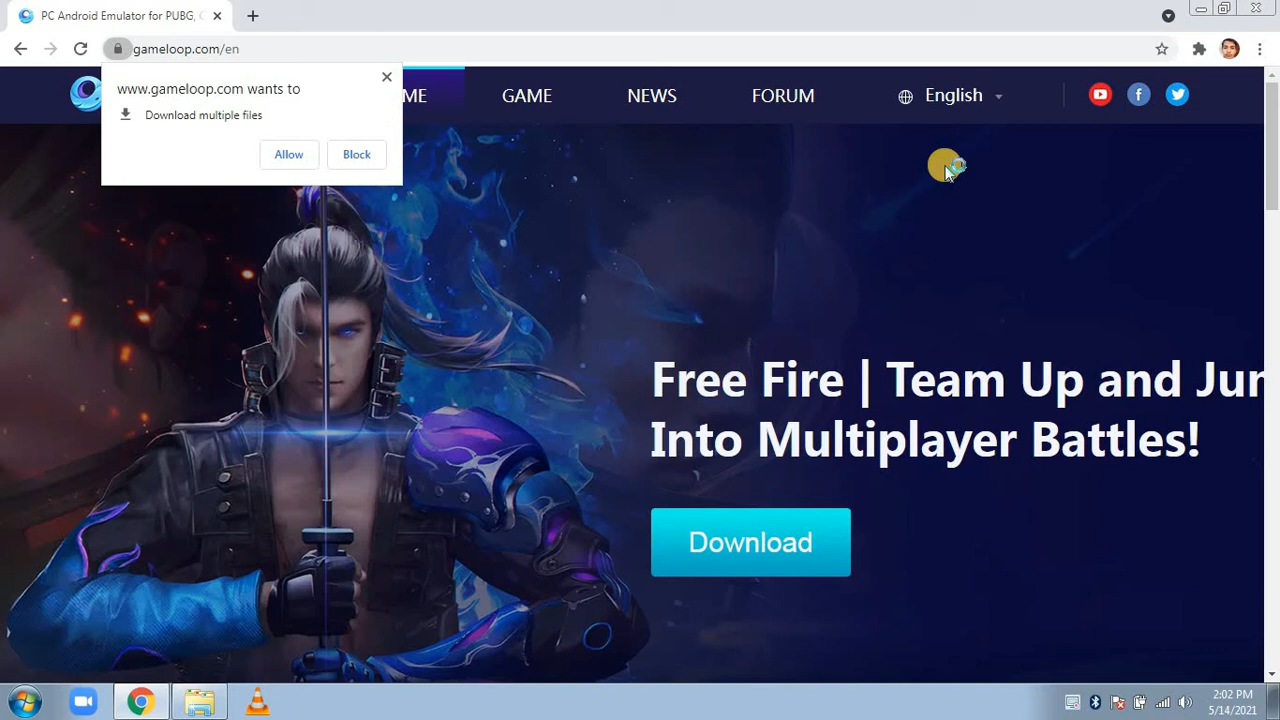 PC Android Emulator for PUBG, C
gameloop.com/en
www.gameloop.com wants to
Download multiple files
Allow
Block
ME
GAME
NEWS
FORUM
English
Free Fire | Team Up and Jur
Into Multiplayer Battles!
Download
2:02 PM
5/14/2021